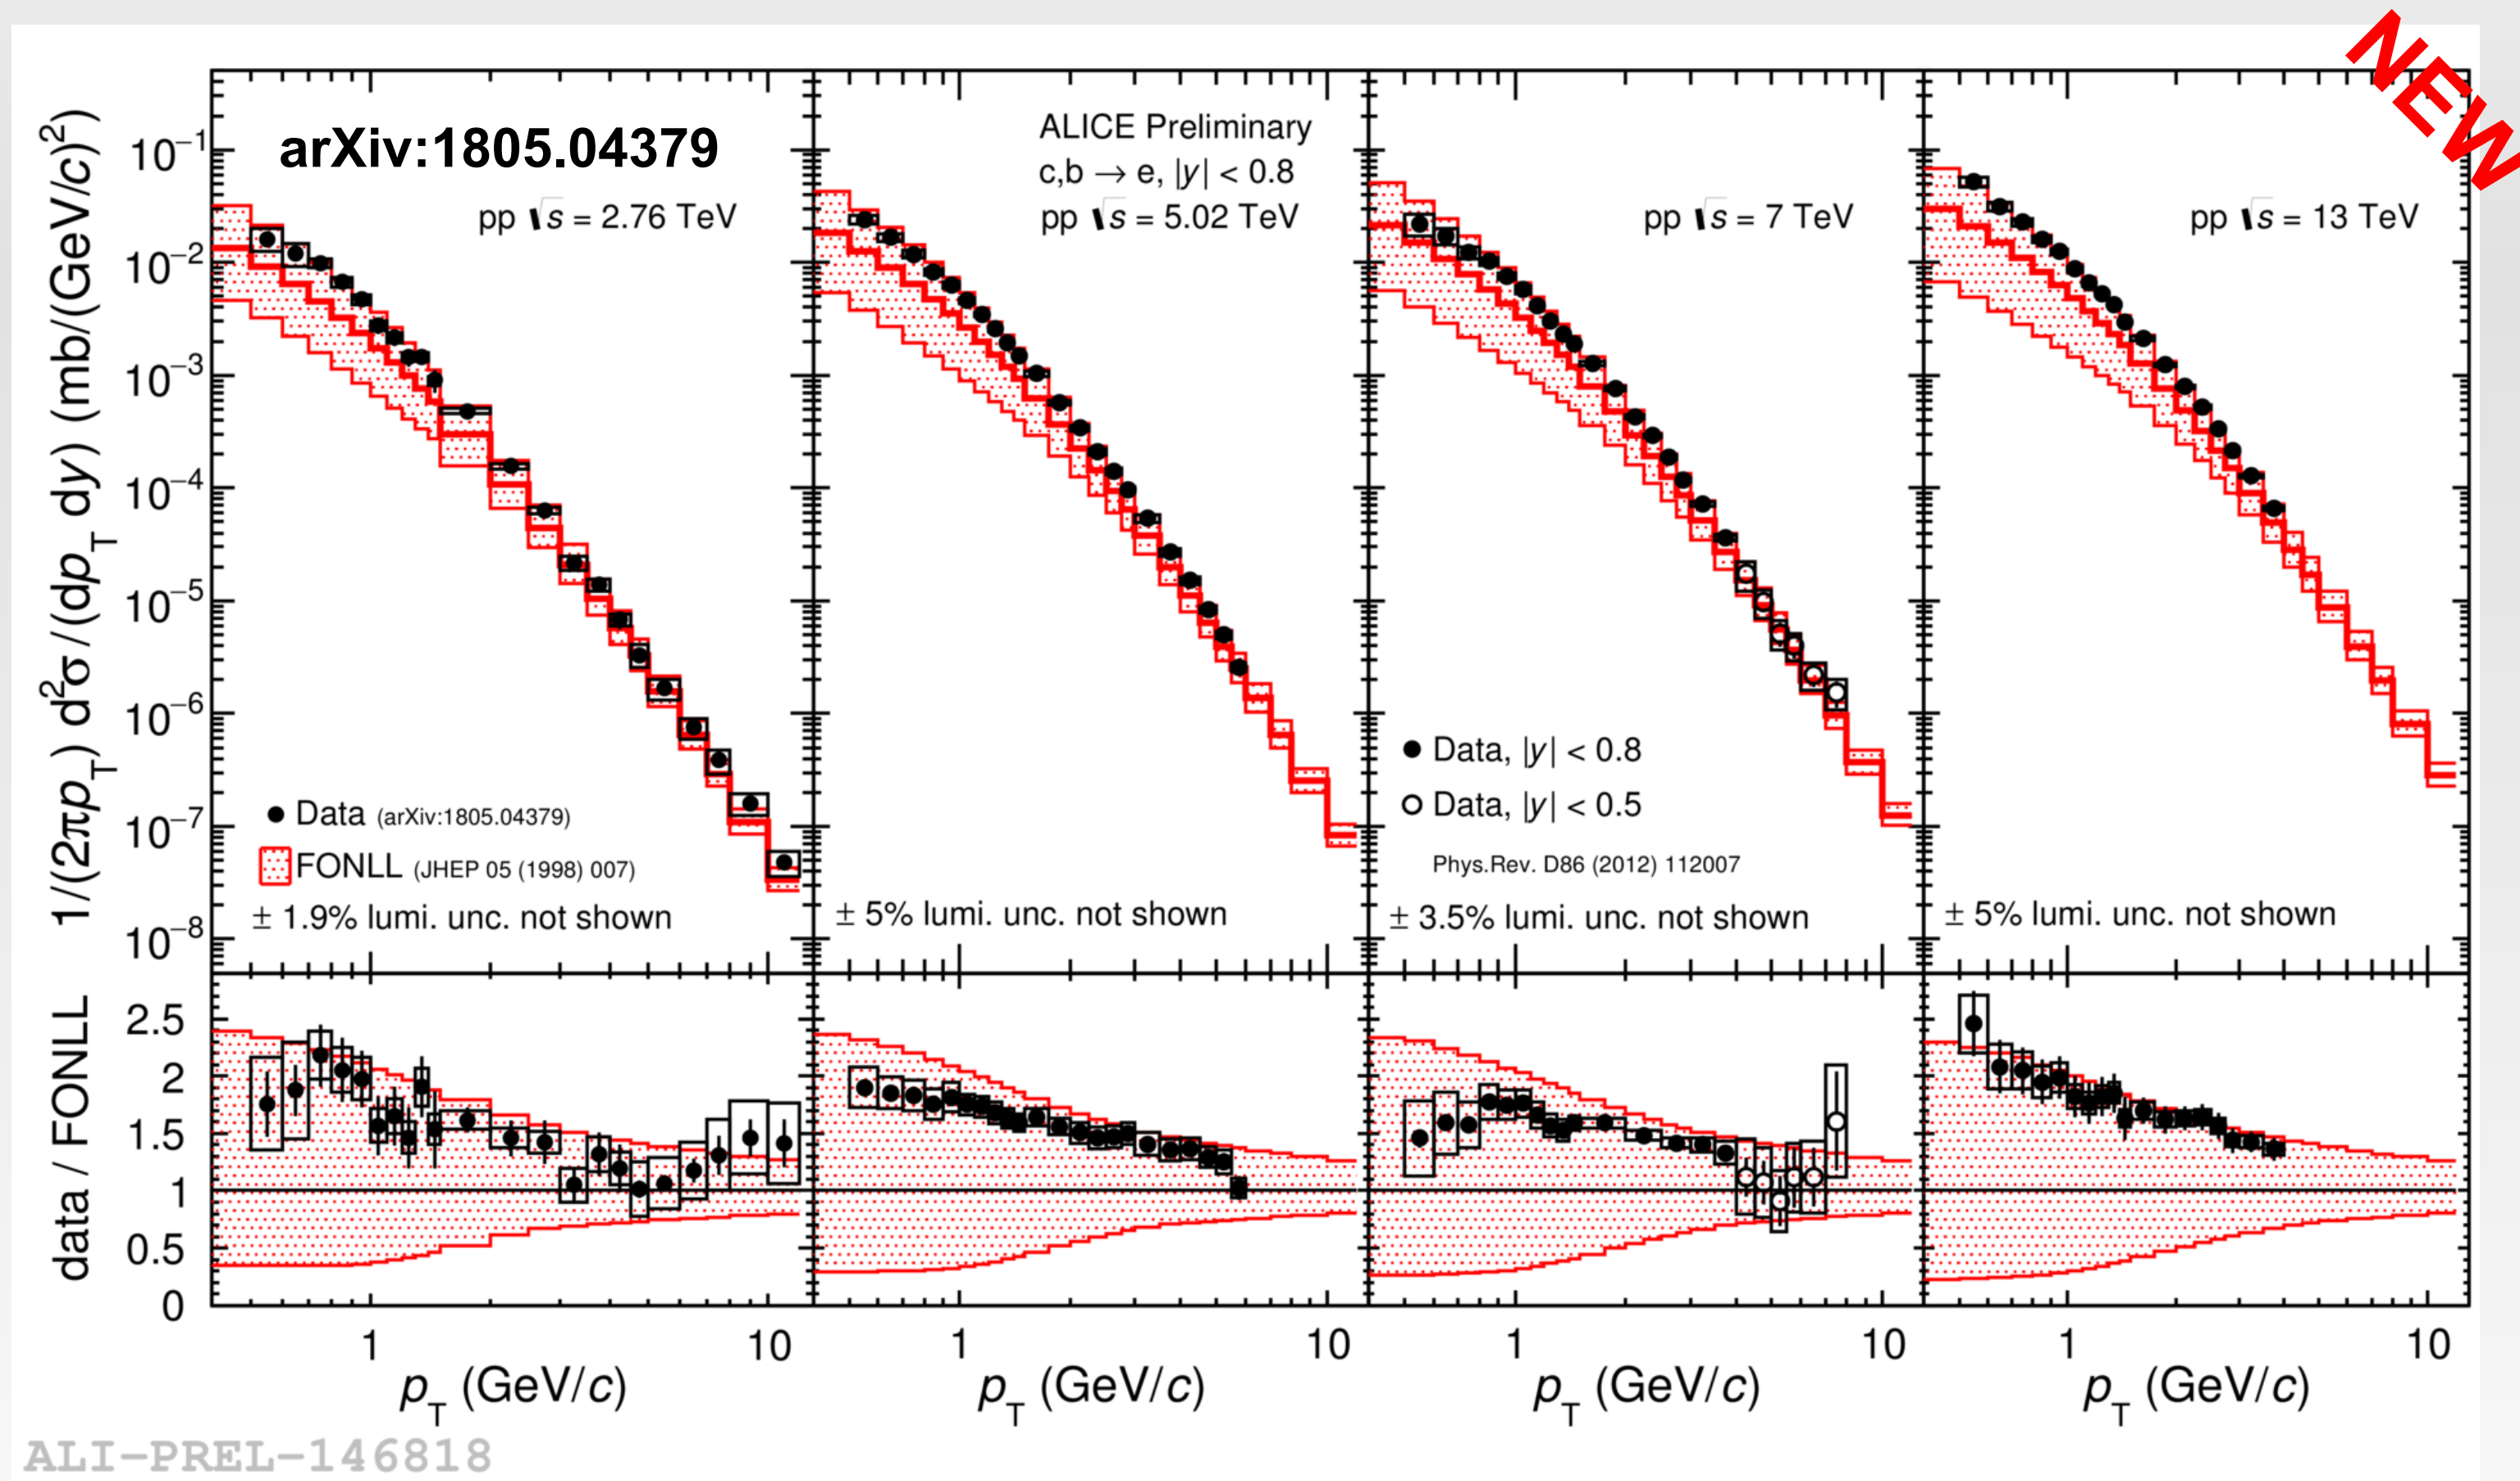 NEW
1/(2πp_T) d²σ/(dp_T dy) (mb/(GeV/c)²)
10⁻¹
10⁻²
10⁻³
10⁻⁴
10⁻⁵
10⁻⁶
10⁻⁷
10⁻⁸
arXiv:1805.04379
pp √s = 2.76 TeV
Data (arXiv:1805.04379)
FONLL (JHEP 05 (1998) 007)
± 1.9% lumi. unc. not shown
ALICE Preliminary
c,b → e, |y| < 0.8
pp √s = 5.02 TeV
± 5% lumi. unc. not shown
pp √s = 7 TeV
Data, |y| < 0.8
Data, |y| < 0.5
Phys.Rev. D86 (2012) 112007
± 3.5% lumi. unc. not shown
pp √s = 13 TeV
± 5% lumi. unc. not shown
data / FONLL
2.5
2
1.5
1
0.5
0
1 10 1 10 1 10 1 10
p_T (GeV/c) p_T (GeV/c) p_T (GeV/c) p_T (GeV/c)
ALI-PREL-146818